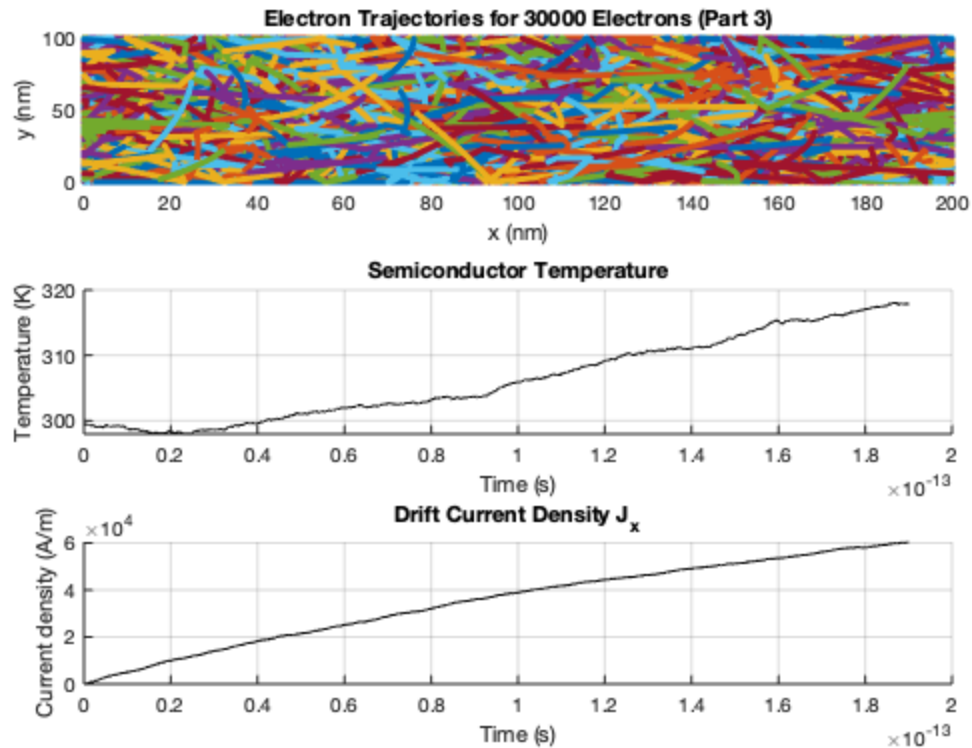 Electron Trajectories for 30000 Electrons (Part 3)
100
50
0
y (nm)
0 20 40 60 80 100 120 140 160 180 200
x (nm)
Semiconductor Temperature
320
310
300
Temperature (K)
0 0.2 0.4 0.6 0.8 1 1.2 1.4 1.6 1.8 2
Time (s)
×10⁻¹³
Drift Current Density Jₓ
×10⁴
6
4
2
0
Current density (A/m)
0 0.2 0.4 0.6 0.8 1 1.2 1.4 1.6 1.8 2
Time (s)
×10⁻¹³